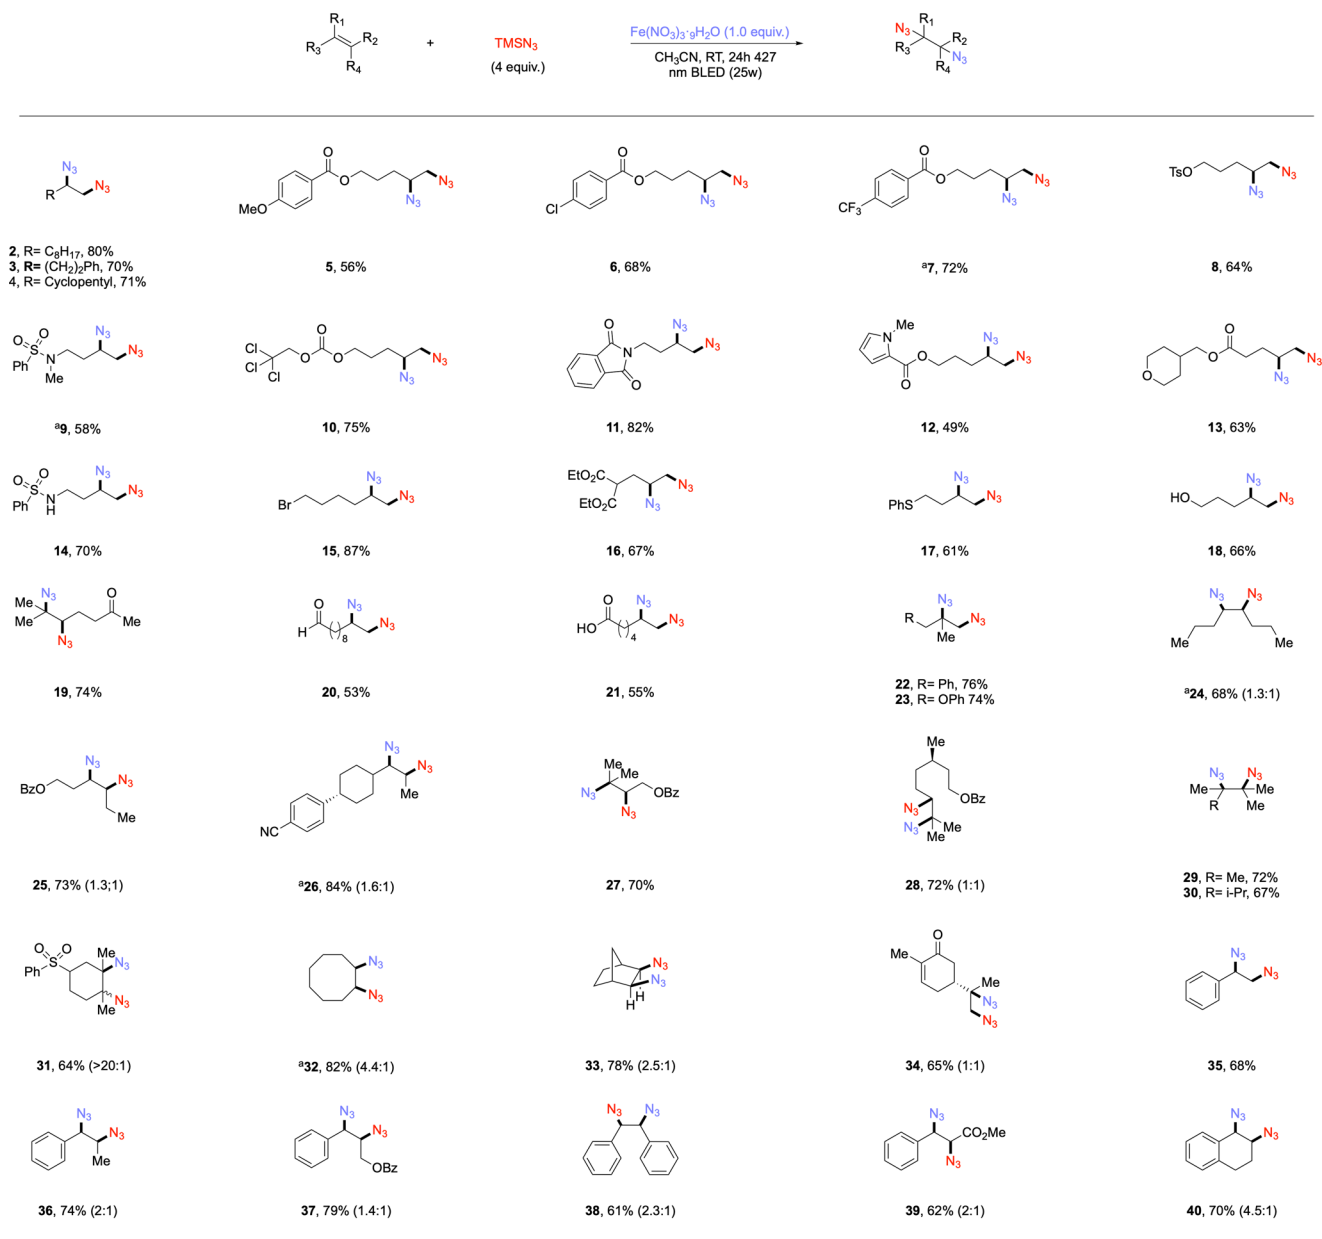 R₁
R₃
R₂
R₄
+
TMSN₃
(4 equiv.)
Fe(NO₃)₃·9H₂O (1.0 equiv.)
CH₃CN, RT, 24h 427
nm BLED (25w)
N₃
R₁
R₃
R₂
R₄
N₃
N₃
R
N₃
2, R= C₈H₁₇, 80%
3, R= (CH₂)₂Ph, 70%
4, R= Cyclopentyl, 71%
O
O
MeO
N₃
N₃
5, 56%
O
O
Cl
N₃
N₃
6, 68%
O
O
CF₃
N₃
N₃
ᵃ7, 72%
TsO
N₃
N₃
8, 64%
O
O
S
Ph
N
Me
N₃
N₃
ᵃ9, 58%
Cl
Cl
Cl
O
O
O
N₃
N₃
10, 75%
O
N
O
N₃
N₃
11, 82%
Me
N
O
O
N₃
N₃
12, 49%
O
O
O
N₃
N₃
13, 63%
O
O
S
Ph
N
H
N₃
N₃
14, 70%
Br
N₃
N₃
15, 87%
EtO₂C
EtO₂C
N₃
N₃
16, 67%
PhS
N₃
N₃
17, 61%
HO
N₃
N₃
18, 66%
Me
Me
N₃
N₃
O
Me
19, 74%
O
H
( )₈
N₃
N₃
20, 53%
O
HO
( )₄
N₃
N₃
21, 55%
R
N₃
Me
N₃
22, R= Ph, 76%
23, R= OPh 74%
N₃
N₃
Me
Me
ᵃ24, 68% (1.3:1)
BzO
N₃
N₃
Me
25, 73% (1.3;1)
NC
N₃
N₃
Me
ᵃ26, 84% (1.6:1)
Me
Me
N₃
N₃
OBz
27, 70%
Me
OBz
N₃
N₃
Me
Me
28, 72% (1:1)
N₃
N₃
Me
R
Me
Me
29, R= Me, 72%
30, R= i-Pr, 67%
O
O
S
Ph
Me
N₃
N₃
Me
31, 64% (>20:1)
N₃
N₃
ᵃ32, 82% (4.4:1)
N₃
N₃
H
H
33, 78% (2.5:1)
O
Me
Me
N₃
N₃
34, 65% (1:1)
N₃
N₃
35, 68%
N₃
N₃
Me
36, 74% (2:1)
N₃
N₃
OBz
37, 79% (1.4:1)
N₃
N₃
38, 61% (2.3:1)
N₃
CO₂Me
N₃
39, 62% (2:1)
N₃
N₃
40, 70% (4.5:1)